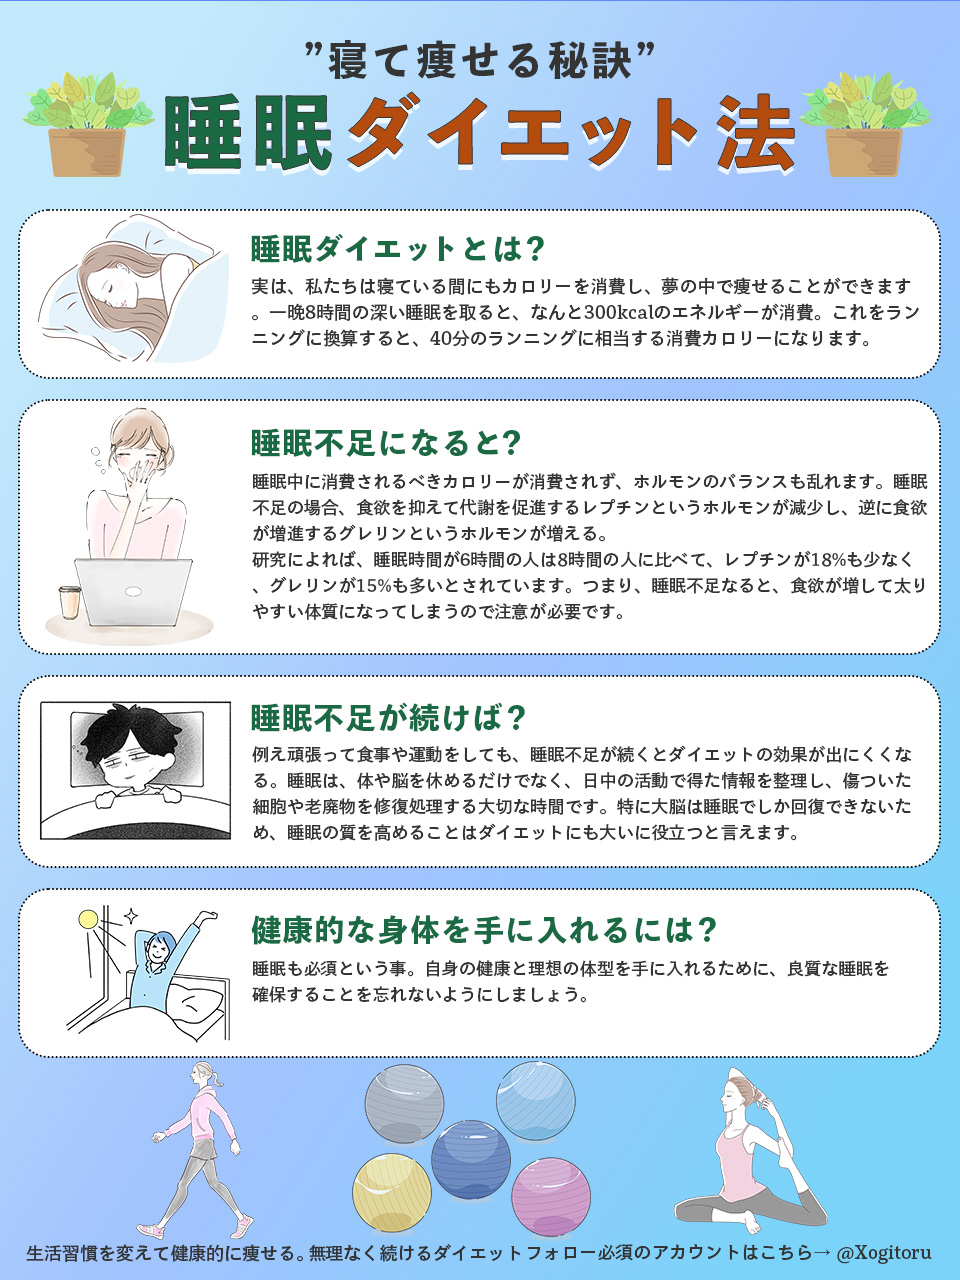 ”寝て痩せる秘訣”
睡眠ダイエット法
睡眠ダイエットとは?
実は、私たちは寝ている間にもカロリーを消費し、夢の中で痩せることができます
。一晩8時間の深い睡眠を取ると、なんと300kcalのエネルギーが消費。これをラン
ニングに換算すると、40分のランニングに相当する消費カロリーになります。
睡眠不足になると?
睡眠中に消費されるべきカロリーが消費されず、ホルモンのバランスも乱れます。睡眠
不足の場合、食欲を抑えて代謝を促進するレプチンというホルモンが減少し、逆に食欲
が増進するグレリンというホルモンが増える。
研究によれば、睡眠時間が6時間の人は8時間の人に比べて、レプチンが18%も少なく
、グレリンが15%も多いとされています。つまり、睡眠不足なると、食欲が増して太り
やすい体質になってしまうので注意が必要です。
睡眠不足が続けば?
例え頑張って食事や運動をしても、睡眠不足が続くとダイエットの効果が出にくくな
る。睡眠は、体や脳を休めるだけでなく、日中の活動で得た情報を整理し、傷ついた
細胞や老廃物を修復処理する大切な時間です。特に大脳は睡眠でしか回復できないた
め、睡眠の質を高めることはダイエットにも大いに役立つと言えます。
健康的な身体を手に入れるには?
睡眠も必須という事。自身の健康と理想の体型を手に入れるために、良質な睡眠を
確保することを忘れないようにしましょう。
生活習慣を変えて健康的に痩せる。無理なく続けるダイエットフォロー必須のアカウントはこちら→ @Xogitoru